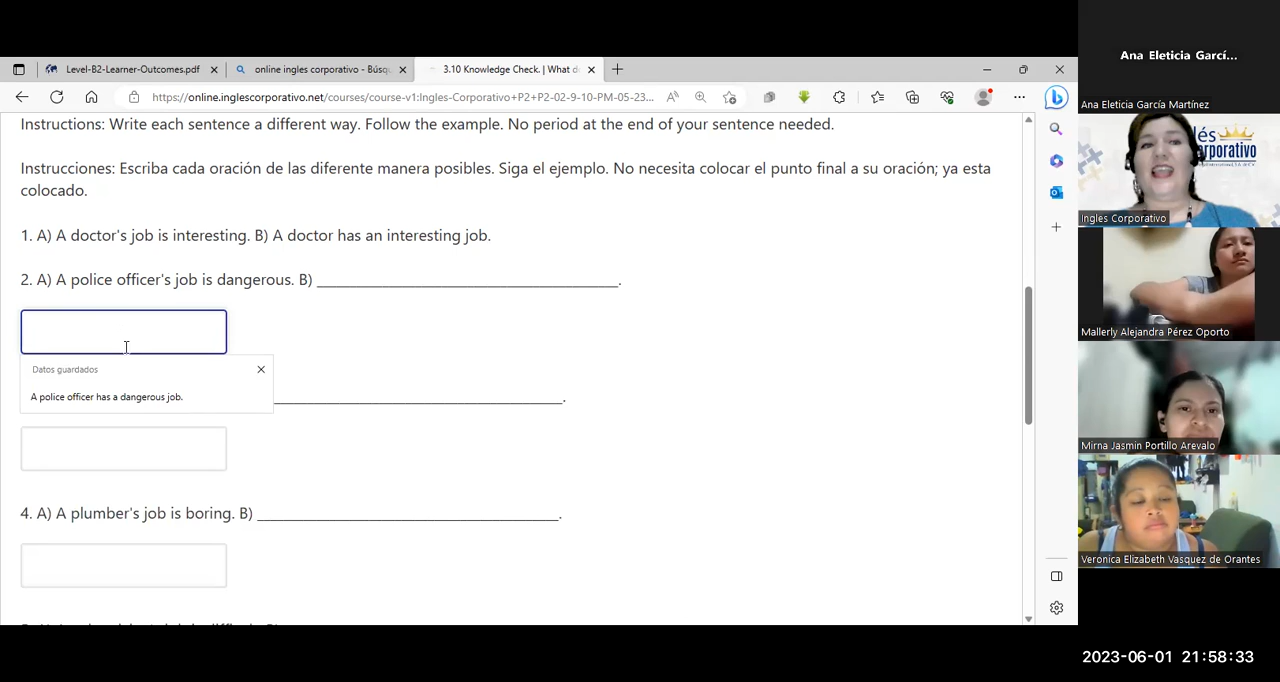 Level-B2-Learner-Outcomes.pdf
online ingles corporativo - Búsq
3.10 Knowledge Check. | What d
https://online.inglescorporativo.net/courses/course-v1:Ingles-Corporativo+P2+P2-02-9-10-PM-05-23...
Instructions: Write each sentence a different way. Follow the example. No period at the end of your sentence needed.
Instrucciones: Escriba cada oración de las diferente manera posibles. Siga el ejemplo. No necesita colocar el punto final a su oración; ya esta
colocado.
1. A) A doctor's job is interesting. B) A doctor has an interesting job.
2. A) A police officer's job is dangerous. B) ___________________________________.
Datos guardados
A police officer has a dangerous job.
4. A) A plumber's job is boring. B) ___________________________________.
Ana Eleticia Garcí...
Ana Eleticia García Martínez
lés
orporativo
Ingles Corporativo
Mallerly Alejandra Pérez Oporto
Mirna Jasmin Portillo Arevalo
Veronica Elizabeth Vasquez de Orantes
2023-06-01 21:58:33